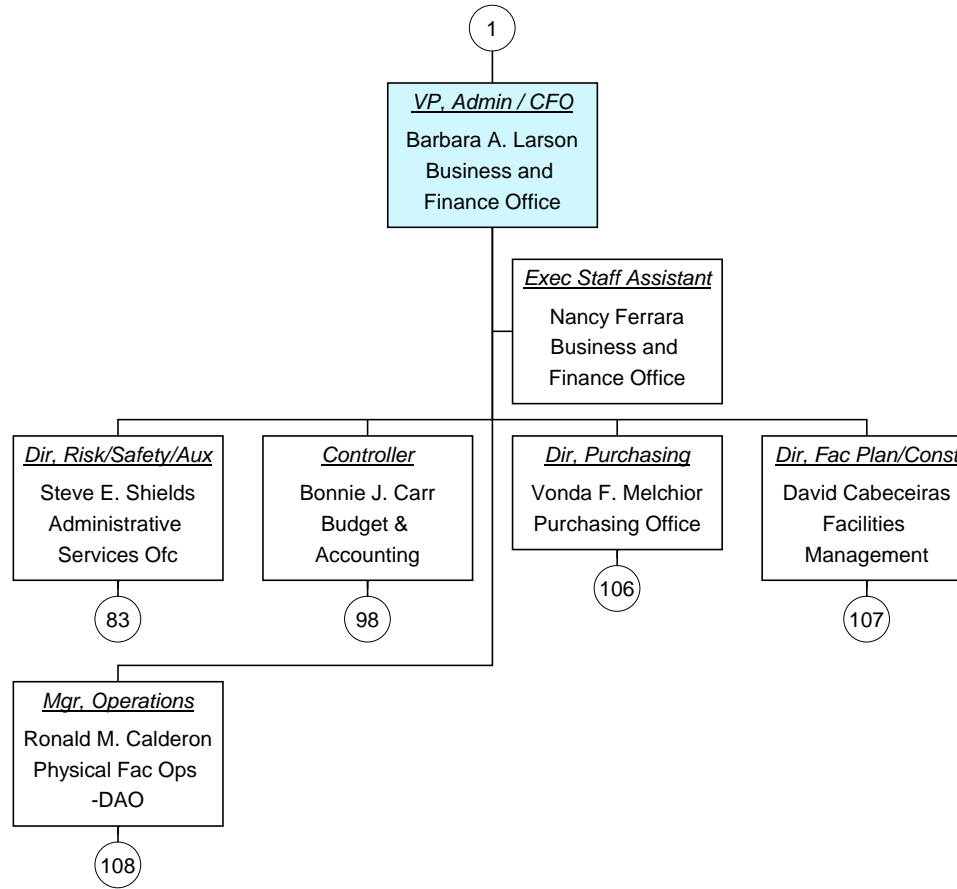 1
VP, Admin / CFO
Barbara A. Larson
Business and
Finance Office
Exec Staff Assistant
Nancy Ferrara
Business and
Finance Office
Dir, Risk/Safety/Aux
Steve E. Shields
Administrative
Services Ofc
83
Controller
Bonnie J. Carr
Budget &
Accounting
98
Dir, Purchasing
Vonda F. Melchior
Purchasing Office
106
Dir, Fac Plan/Const
David Cabeceiras
Facilities
Management
107
Mgr, Operations
Ronald M. Calderon
Physical Fac Ops
-DAO
108